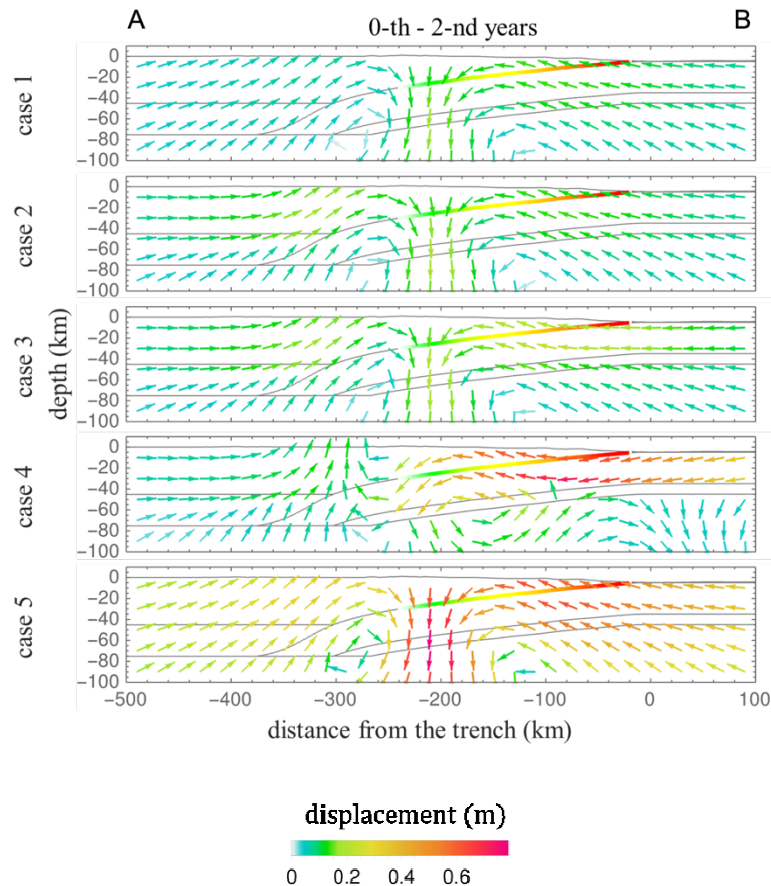 A
0-th - 2-nd years
B
case 1
0
−20
−40
−60
−80
−100
case 2
0
−20
−40
−60
−80
−100
case 3
0
−20
−40
−60
−80
−100
depth (km)
case 4
0
−20
−40
−60
−80
−100
case 5
0
−20
−40
−60
−80
−100
−500 −400 −300 −200 −100 0 100
distance from the trench (km)
displacement (m)
0 0.2 0.4 0.6